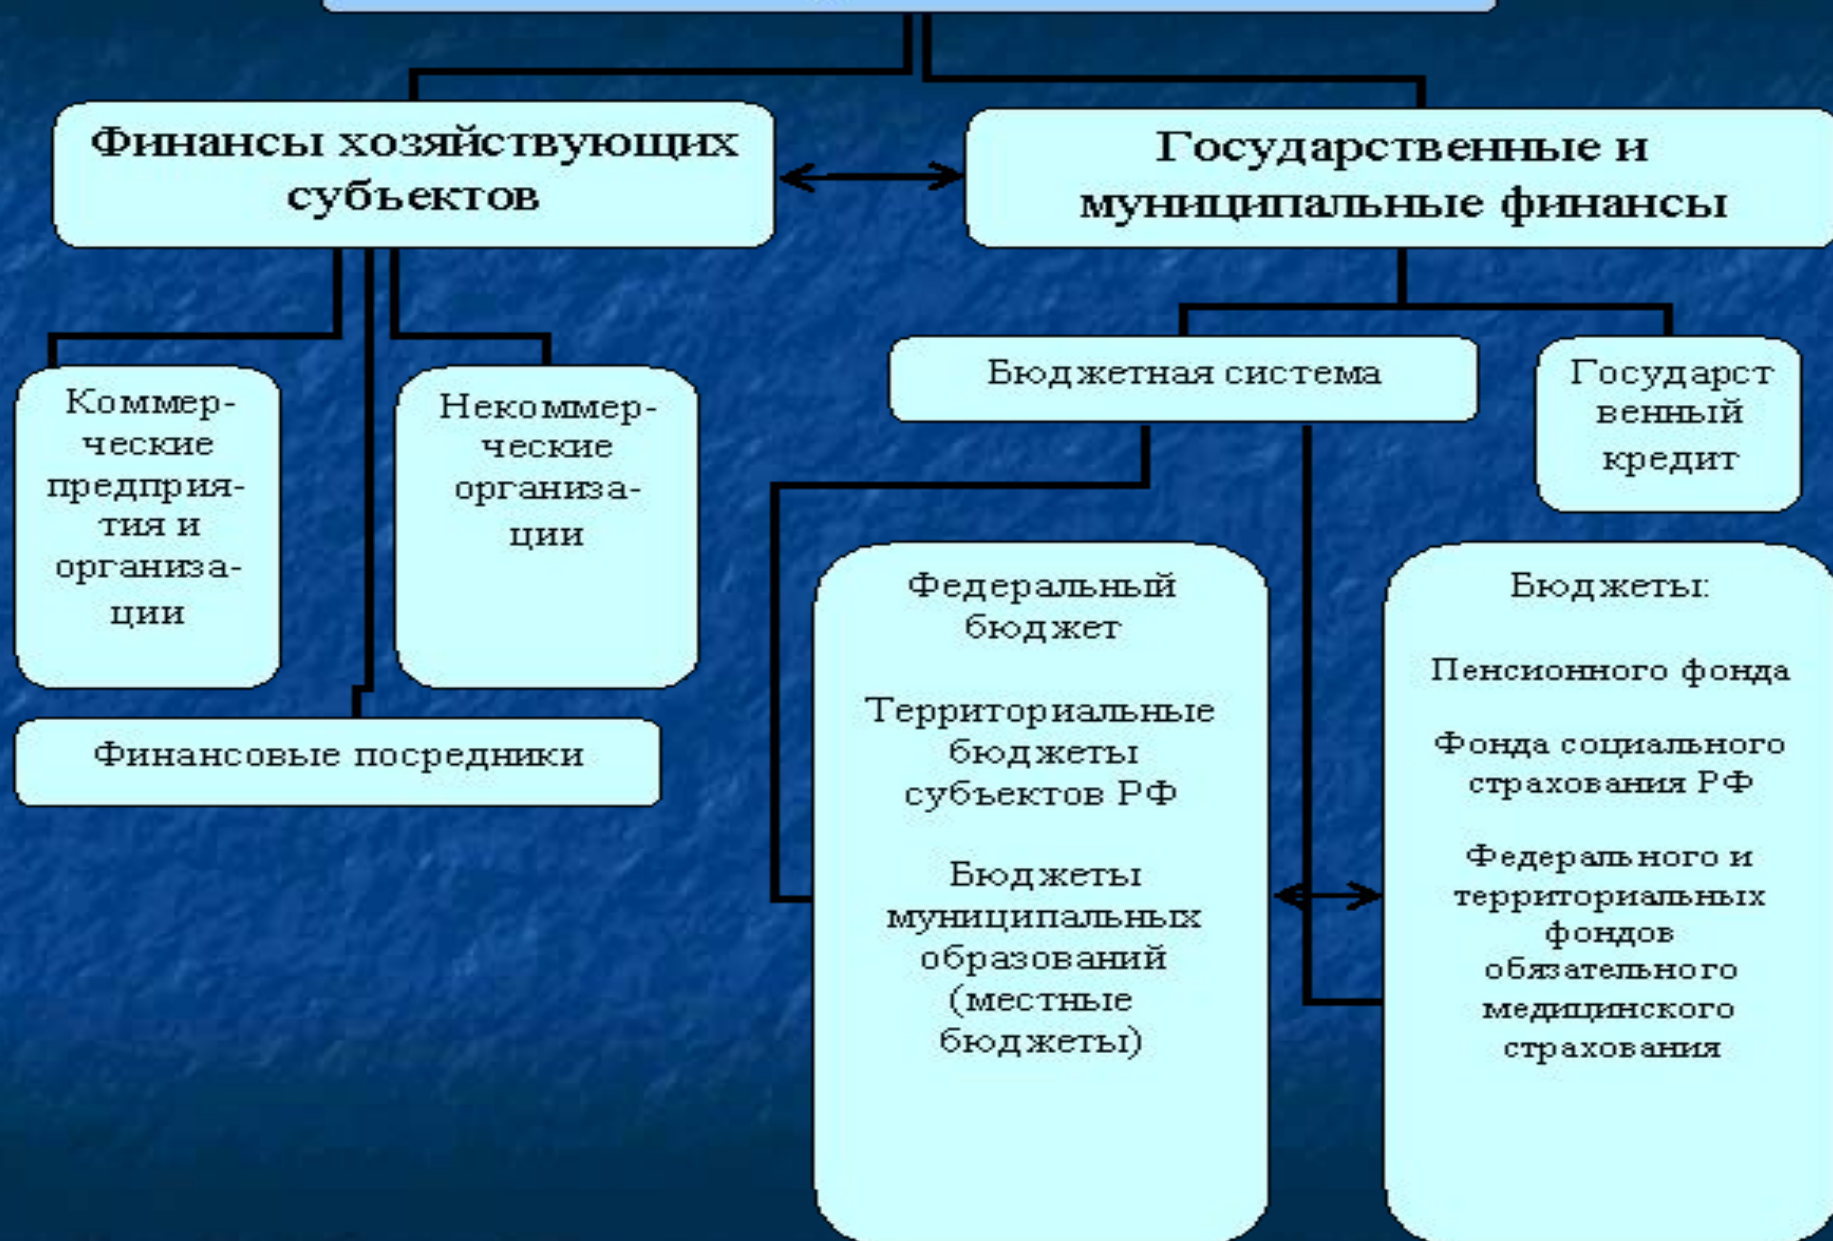 Финансы хозяйствующих
субъектов
Государственные и
муниципальные финансы
Коммер-
ческие
предприя-
тия и
организа-
ции
Некоммер-
ческие
организа-
ции
Финансовые посредники
Бюджетная система
Государст
венный
кредит
Федеральный
бюджет
Территориальные
бюджеты
субъектов РФ
Бюджеты
муниципальных
образований
(местные
бюджеты)
Бюджеты:
Пенсионного фонда
Фонда социального
страхования РФ
Федерального и
территориальных
фондов
обязательного
медицинского
страхования